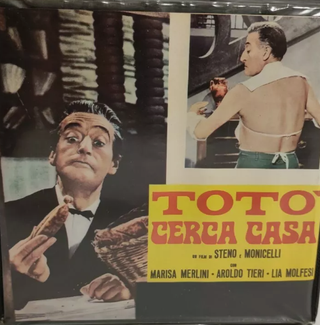 TOTO'
CERCA CASA
UN FILM DI STENO E MONICELLI
CON
MARISA MERLINI - AROLDO TIERI - LIA MOLFESI